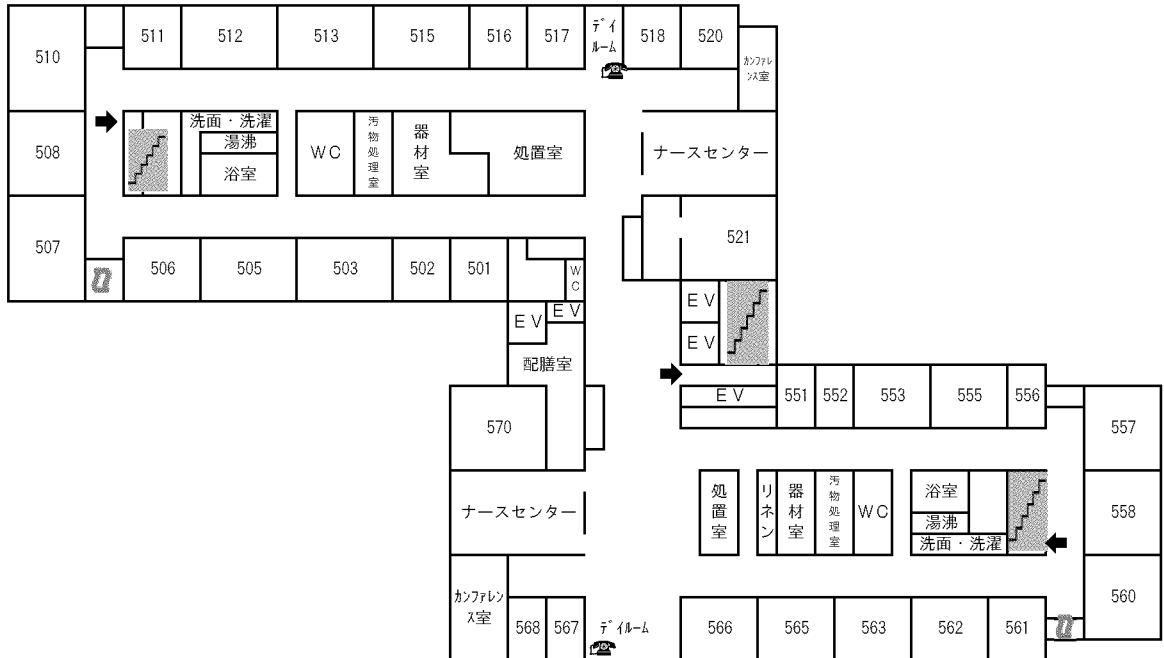 510
511
512
513
515
516
517
ﾃﾞｲ
ﾙｰﾑ
518
520
ｶﾝﾌｧﾚ
ﾝｽ室
508
洗面・洗濯
湯沸
浴室
ＷＣ
汚物処理室
器材室
処置室
ナースセンター
507
506
505
503
502
501
ＷＣ
521
ＥＶ
ＥＶ
ＥＶ
ＥＶ
配膳室
ＥＶ
551
552
553
555
556
557
570
ナースセンター
処置室
リネン
器材室
汚物処理室
ＷＣ
浴室
湯沸
洗面・洗濯
558
ｶﾝﾌｧﾚﾝ
ｽ室
568
567
ﾃﾞｲﾙｰﾑ
566
565
563
562
561
560